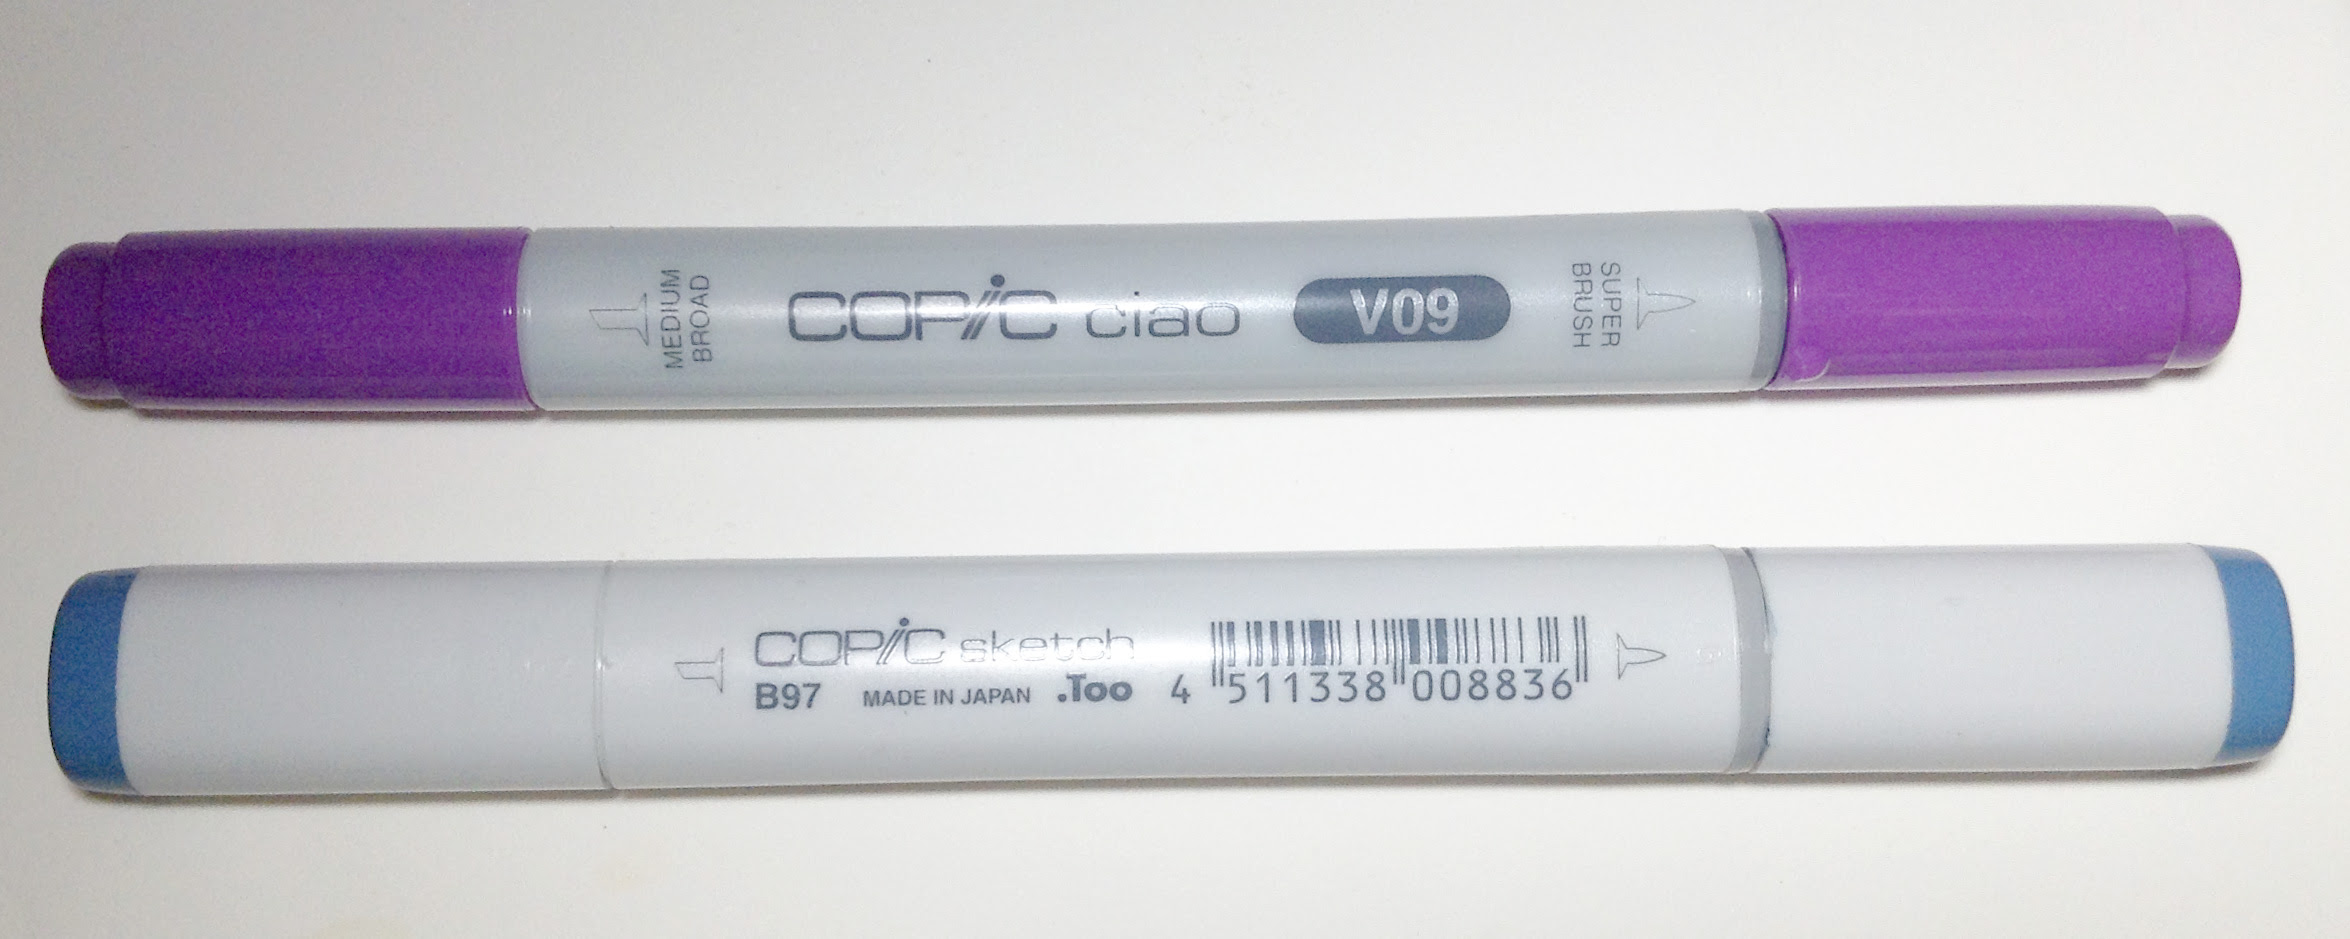 MEDIUM
BROAD
COPiC ciao
V09
SUPER
BRUSH
COPiC sketch
B97 MADE IN JAPAN .Too
4 511338 008836